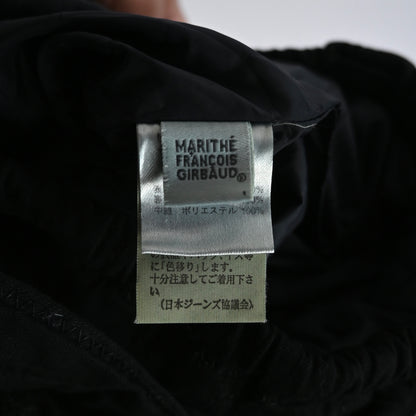 MARITHÉ
FRANÇOIS
GIRBAUD®
中綿 ポリエステル 100%
に「色移り」します。
十分注意してご着用下さ
い
《日本ジーンズ協議会》